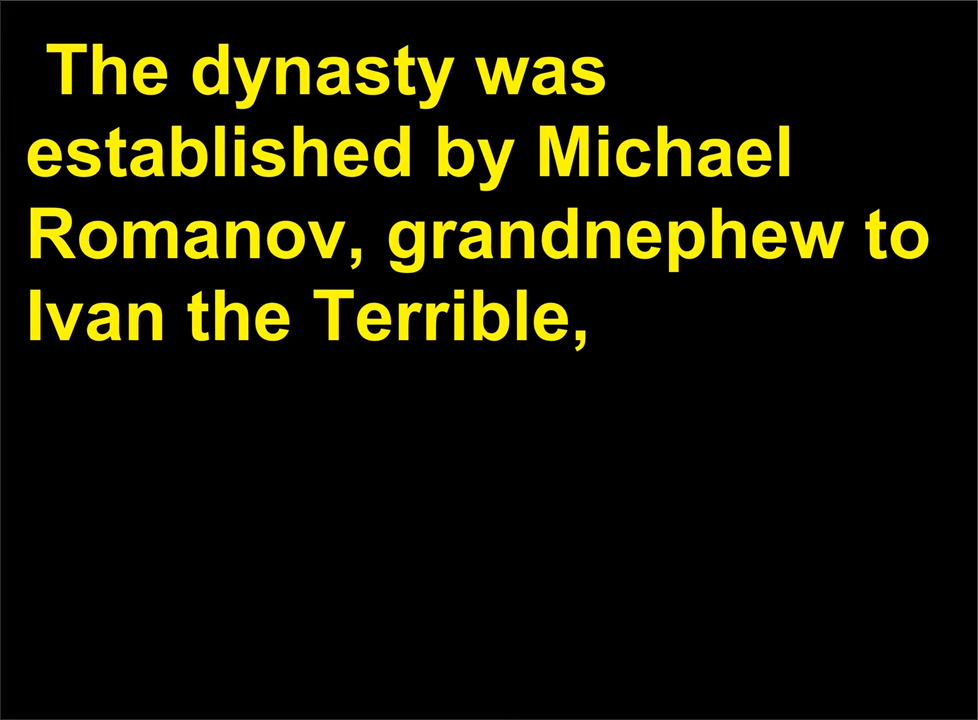 The dynasty was
established by Michael
Romanov, grandnephew to
Ivan the Terrible,